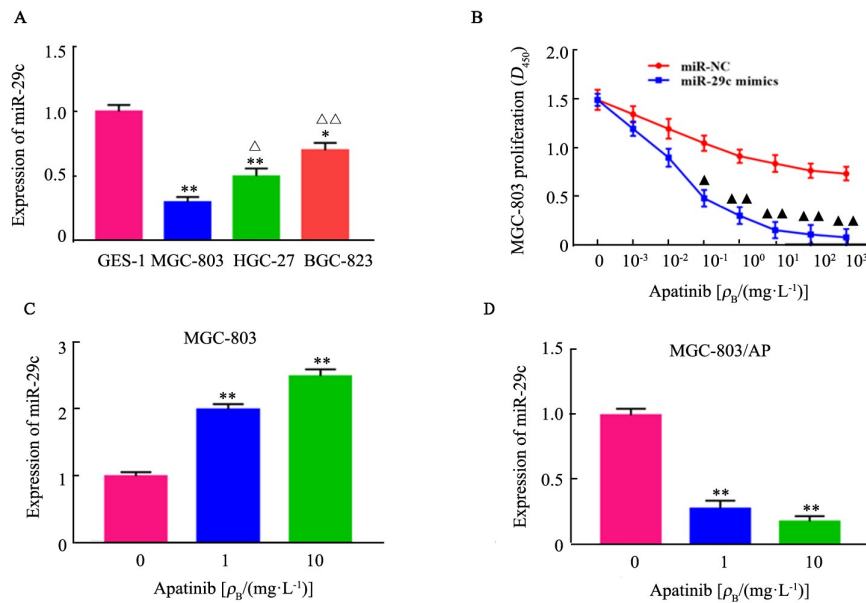 A
Expression of miR-29c
1.5
1.0
0.5
0
**
△
**
△△
*
GES-1 MGC-803 HGC-27 BGC-823
B
MGC-803 proliferation (D₄₅₀)
2.0
1.5
1.0
0.5
0
miR-NC
miR-29c mimics
▲
▲▲
▲▲
▲▲
▲▲
0 10⁻³ 10⁻² 10⁻¹ 10⁰ 10¹ 10² 10³
Apatinib [ρB/(mg·L⁻¹)]
C
MGC-803
Expression of miR-29c
3
2
1
0
**
**
0 1 10
Apatinib [ρB/(mg·L⁻¹)]
D
MGC-803/AP
Expression of miR-29c
1.5
1.0
0.5
0
**
**
0 1 10
Apatinib [ρB/(mg·L⁻¹)]